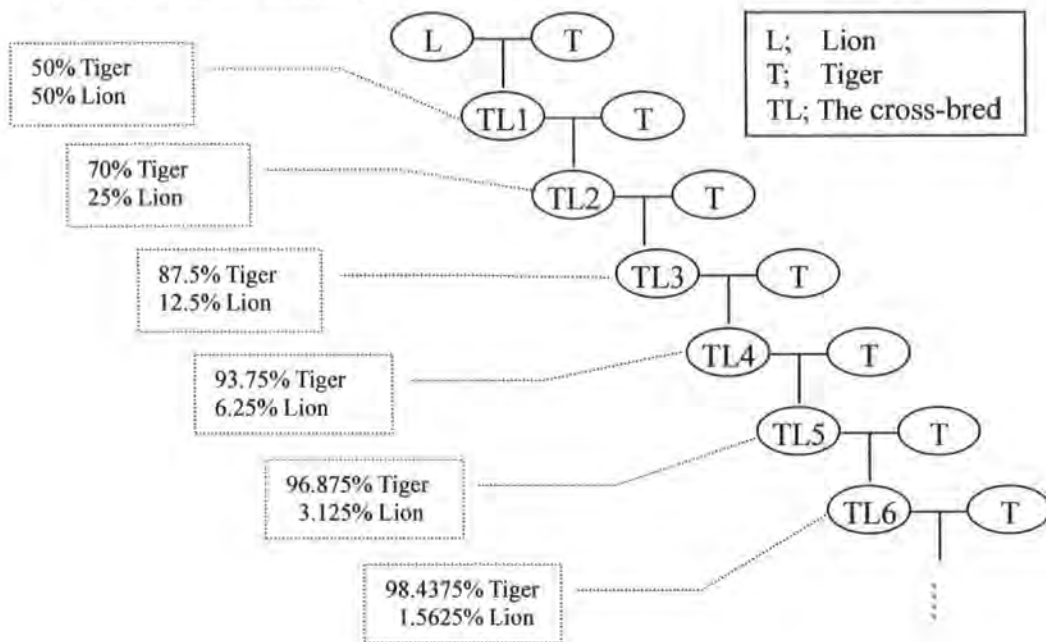 L
T
L; Lion
T; Tiger
TL; The cross-bred
50% Tiger
50% Lion
TL1
T
70% Tiger
25% Lion
TL2
T
87.5% Tiger
12.5% Lion
TL3
T
93.75% Tiger
6.25% Lion
TL4
T
96.875% Tiger
3.125% Lion
TL5
T
98.4375% Tiger
1.5625% Lion
TL6
T